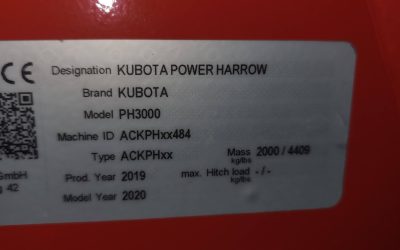 CE
Designation KUBOTA POWER HARROW
Brand KUBOTA
Model PH3000
Machine ID ACKPHxx484
Type ACKPHxx
Mass kg/lbs 2000 / 4409
GmbH
Prod. Year 2019
max. Hitch load kg/lbs - / -
g 42
Model Year 2020